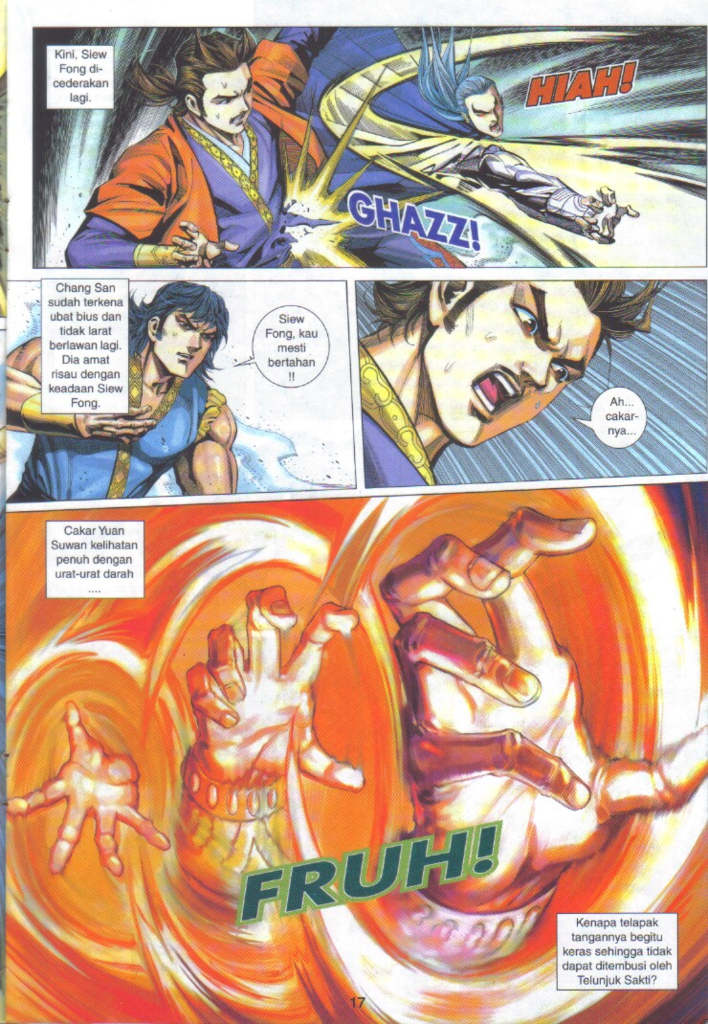 Kini, Siew
Fong di-
cederakan
lagi.
HIAH!
GHAZZ!
Chang San
sudah terkena
ubat bius dan
tidak larat
berlawan lagi.
Dia amat
risau dengan
keadaan Siew
Fong.
Siew
Fong, kau
mesti
bertahan
!!
Ah...
cakar-
nya...
Cakar Yuan
Suwan kelihatan
penuh dengan
urat-urat darah
....
FRUH!
Kenapa telapak
tangannya begitu
keras sehingga tidak
dapat ditembusi oleh
Telunjuk Sakti?
17